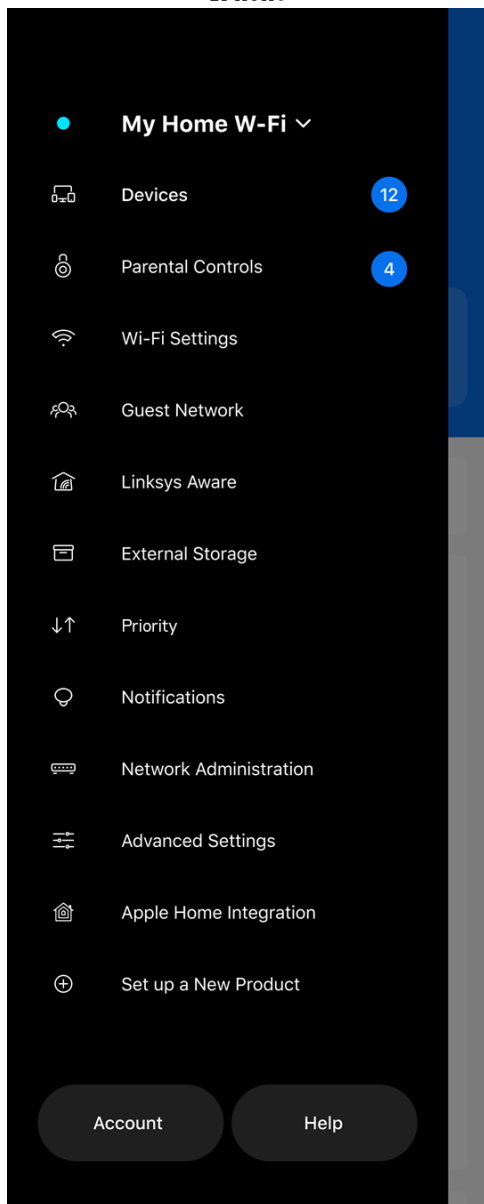 My Home W-Fi
Devices
12
Parental Controls
4
Wi-Fi Settings
Guest Network
Linksys Aware
External Storage
Priority
Notifications
Network Administration
Advanced Settings
Apple Home Integration
Set up a New Product
Account
Help